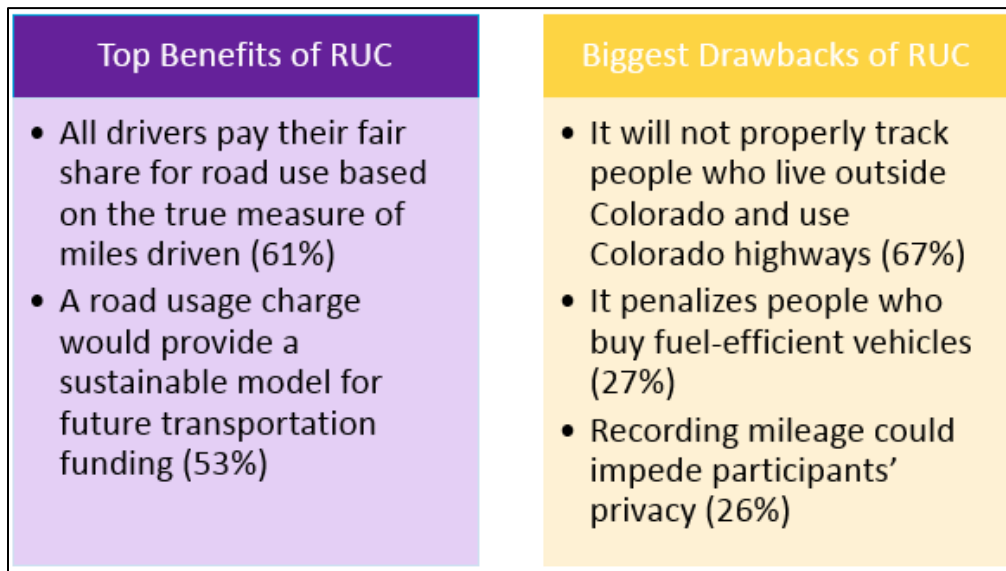 Top Benefits of RUC
• All drivers pay their fair
share for road use based
on the true measure of
miles driven (61%)
• A road usage charge
would provide a
sustainable model for
future transportation
funding (53%)
Biggest Drawbacks of RUC
• It will not properly track
people who live outside
Colorado and use
Colorado highways (67%)
• It penalizes people who
buy fuel-efficient vehicles
(27%)
• Recording mileage could
impede participants’
privacy (26%)